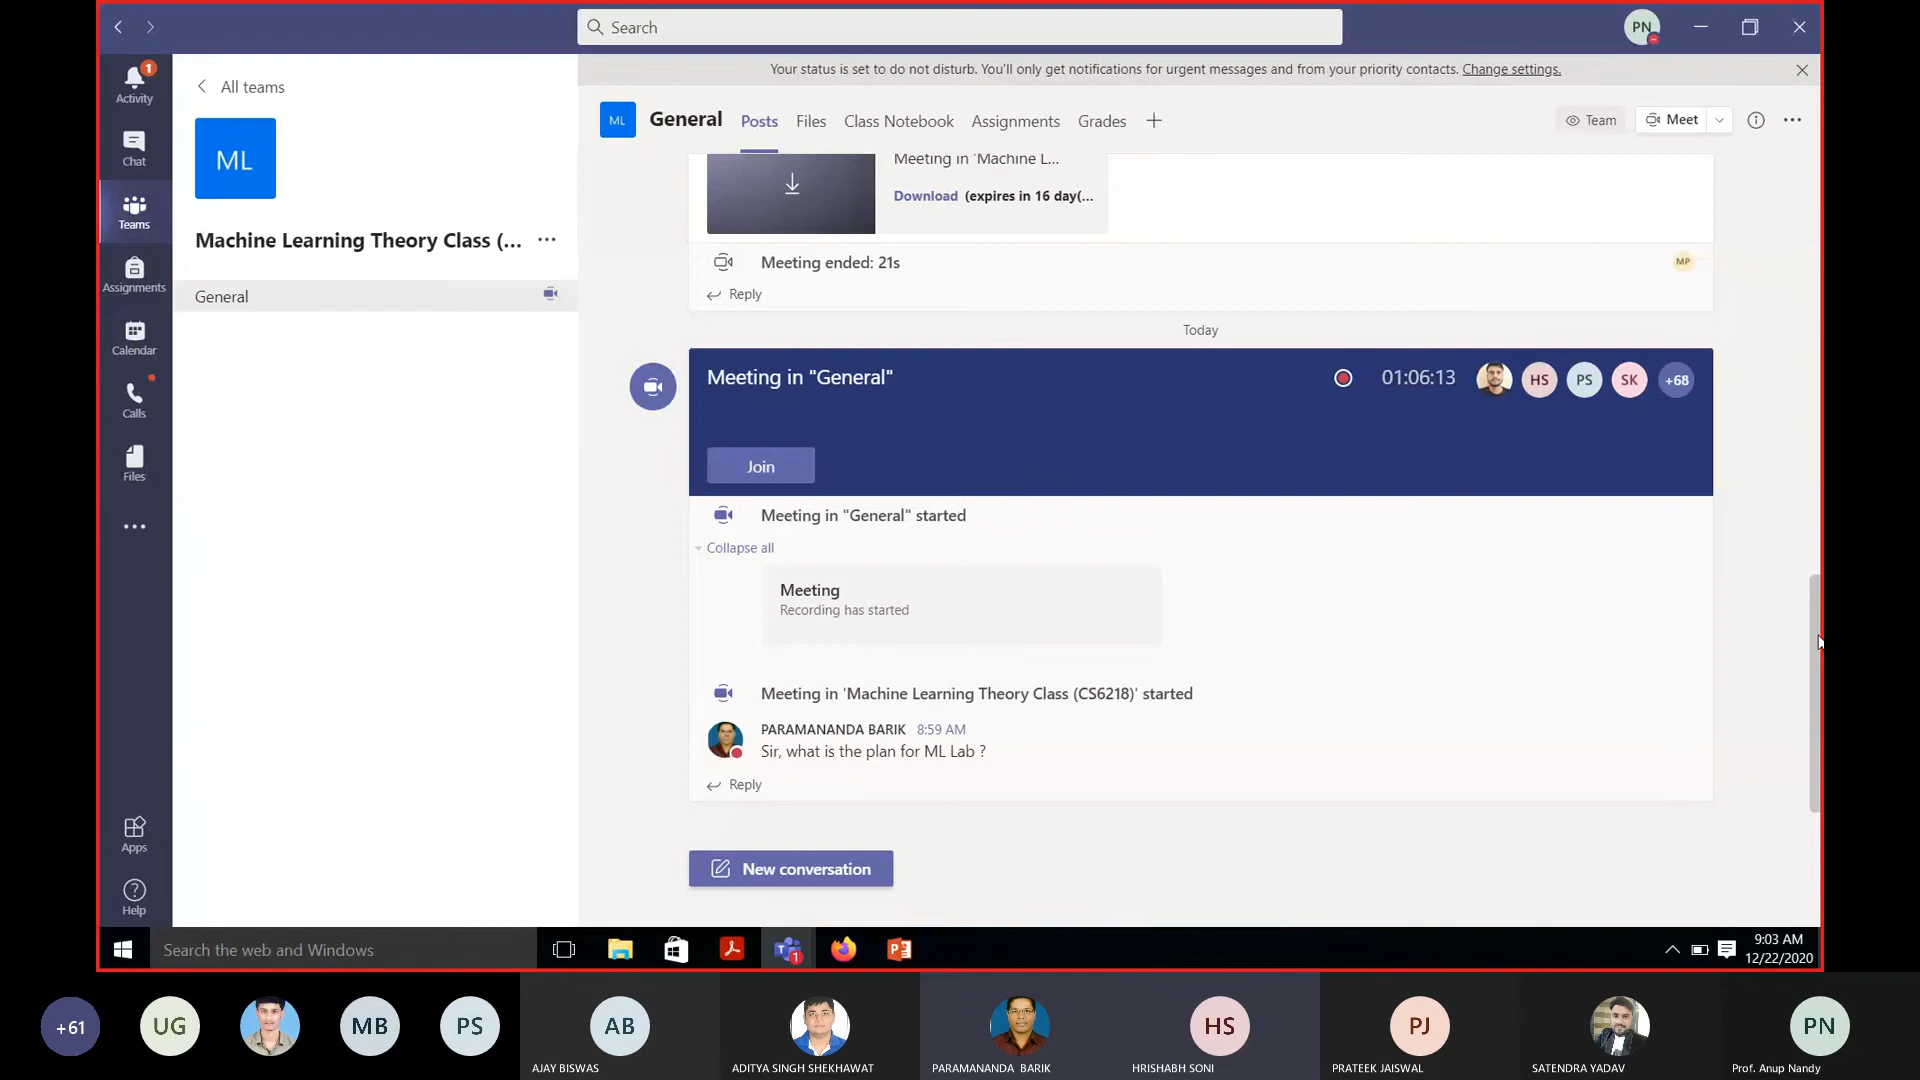 Search
PN
Your status is set to do not disturb. You'll only get notifications for urgent messages and from your priority contacts. Change settings.
1
Activity
Chat
Teams
Assignments
Calendar
Calls
Files
Apps
Help
All teams
ML
Machine Learning Theory Class (...
General
ML
General
Posts
Files
Class Notebook
Assignments
Grades
Team
Meet
Meeting in 'Machine L...
Download (expires in 16 day(...
Meeting ended: 21s
MP
Reply
Today
Meeting in "General"
01:06:13
HS
PS
SK
+68
Join
Meeting in "General" started
Collapse all
Meeting
Recording has started
Meeting in 'Machine Learning Theory Class (CS6218)' started
PARAMANANDA BARIK 8:59 AM
Sir, what is the plan for ML Lab ?
Reply
New conversation
Search the web and Windows
1
9:03 AM
12/22/2020
+61
UG
MB
PS
AB
HS
PJ
PN
AJAY BISWAS
ADITYA SINGH SHEKHAWAT
PARAMANANDA BARIK
HRISHABH SONI
PRATEEK JAISWAL
SATENDRA YADAV
Prof. Anup Nandy